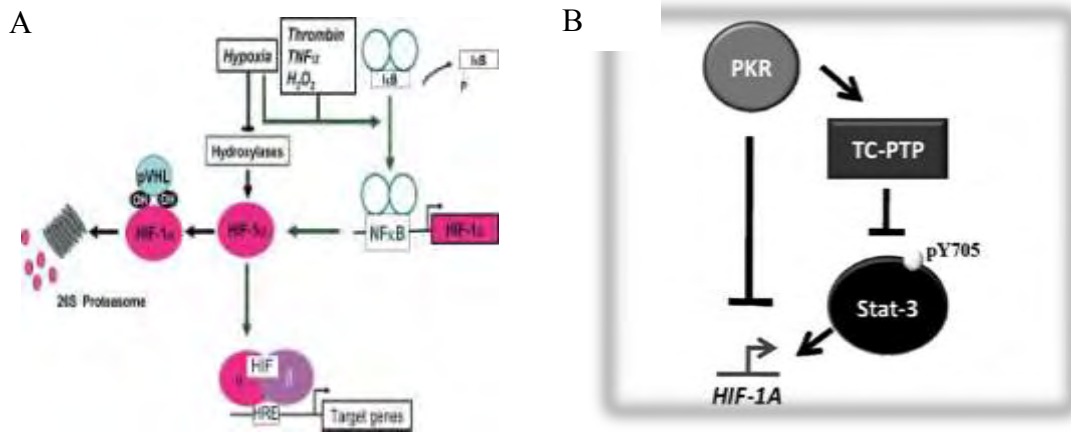 A
Hypoxia
Thrombin
TNFα
H2O2
IκB
IκB
P
Hydroxylases
pVHL
OH OH
HIF-1α
HIF-1α
NFκB
HIF-1α
26S Proteasome
HIF
HRE
Target genes
B
PKR
TC-PTP
pY705
Stat-3
HIF-1A